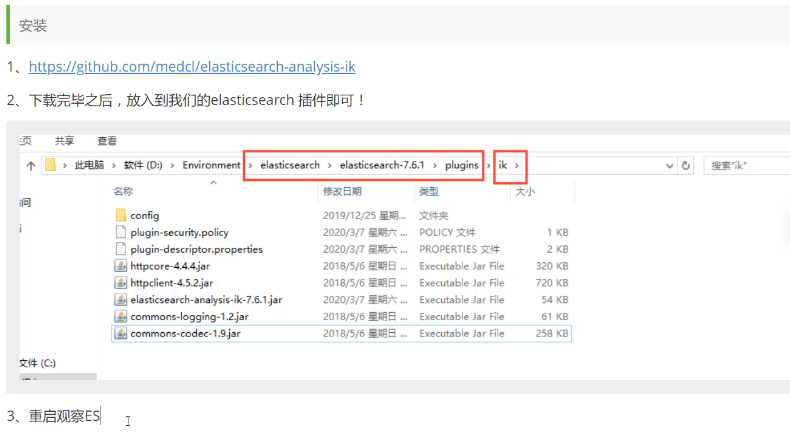 安装
1、https://github.com/medcl/elasticsearch-analysis-ik
2、下载完毕之后，放入到我们的elasticsearch 插件即可！
共享 查看
此电脑 › 软件 (D:) › Environment › elasticsearch › elasticsearch-7.6.1 › plugins › ik ›
搜索"ik"
名称 修改日期 类型 大小
config 2019/12/25 星期... 文件夹
plugin-security.policy 2020/3/7 星期六 ... POLICY 文件 1 KB
plugin-descriptor.properties 2020/3/7 星期六 ... PROPERTIES 文件 2 KB
httpcore-4.4.4.jar 2018/5/6 星期日 ... Executable Jar File 320 KB
httpclient-4.5.2.jar 2018/5/6 星期日 ... Executable Jar File 720 KB
elasticsearch-analysis-ik-7.6.1.jar 2020/3/7 星期六 ... Executable Jar File 54 KB
commons-logging-1.2.jar 2018/5/6 星期日 ... Executable Jar File 61 KB
commons-codec-1.9.jar 2018/5/6 星期日 ... Executable Jar File 258 KB
文件 (C:)
3、重启观察ES